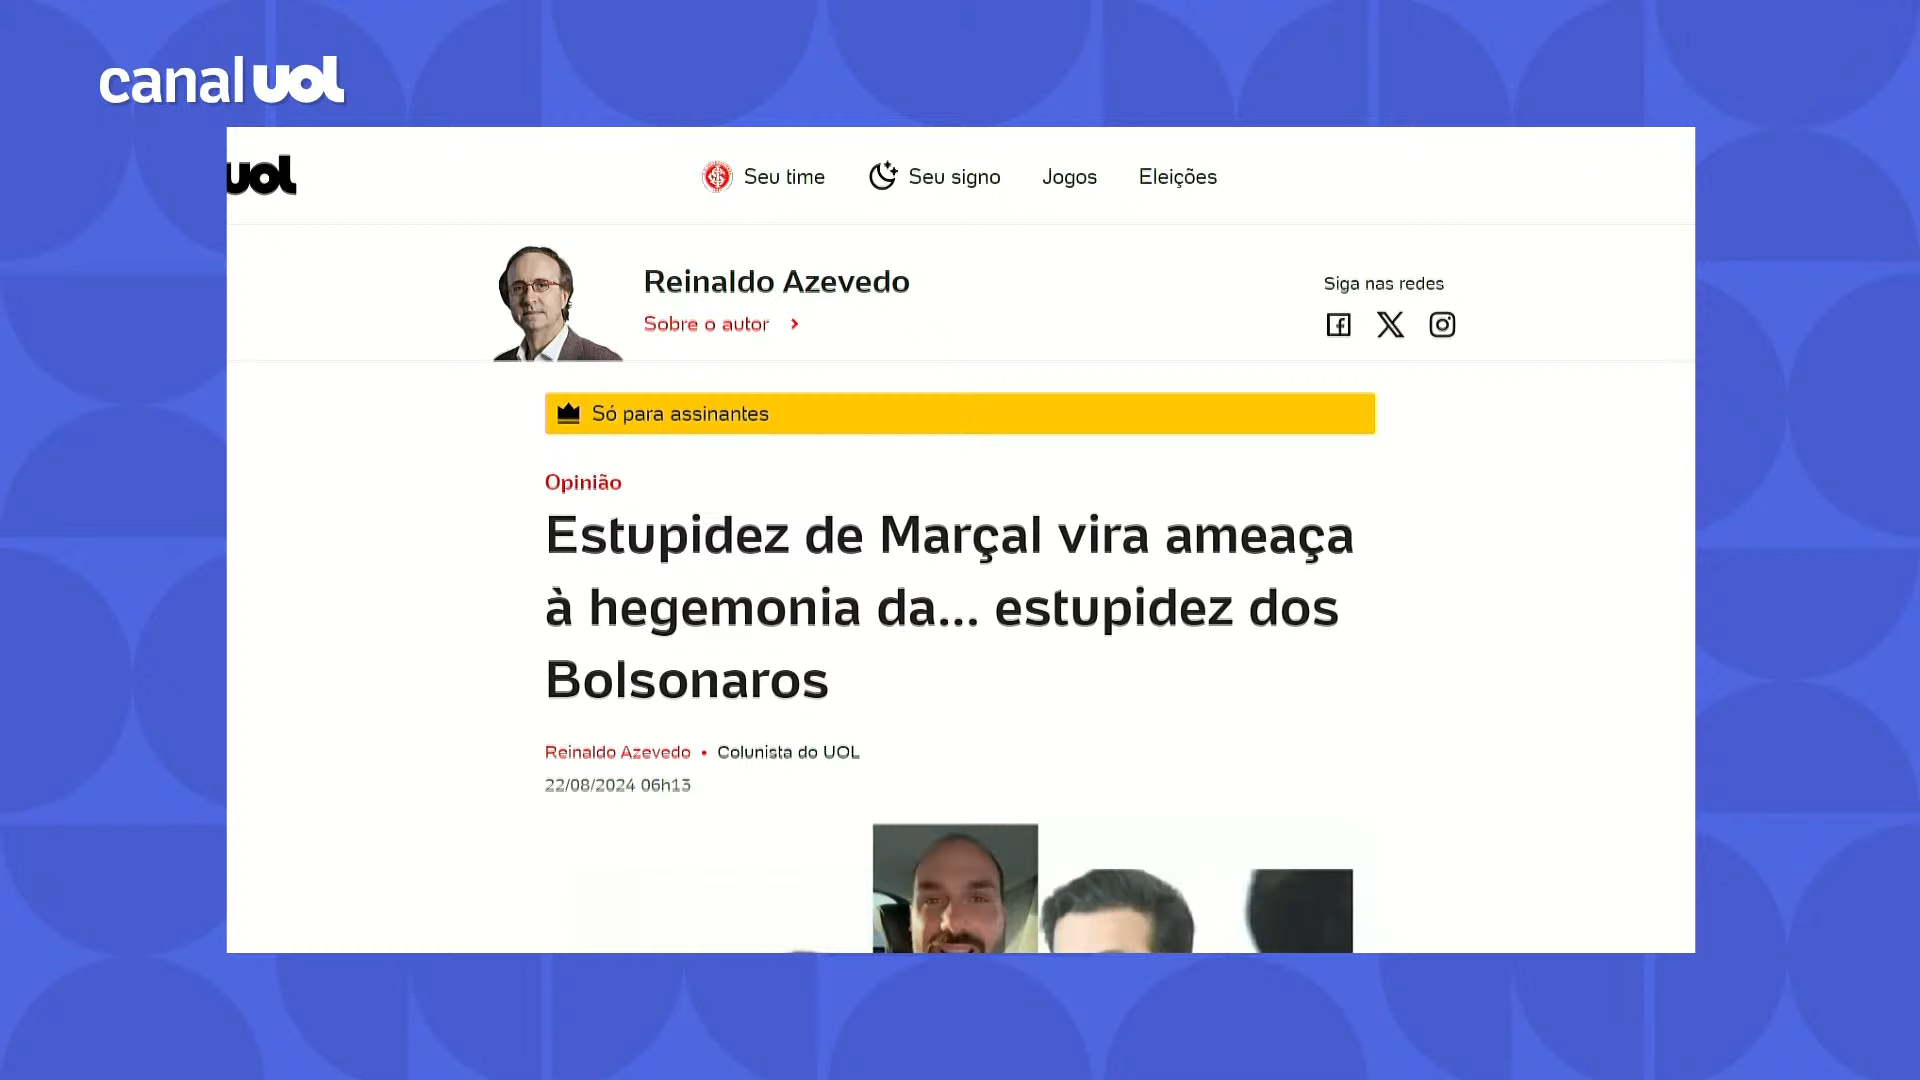 canal uol
uol
Seu time
Seu signo
Jogos
Eleições
Reinaldo Azevedo
Sobre o autor
Siga nas redes
Só para assinantes
Opinião
Estupidez de Marçal vira ameaça
à hegemonia da... estupidez dos
Bolsonaros
Reinaldo Azevedo • Colunista do UOL
22/08/2024 06h13